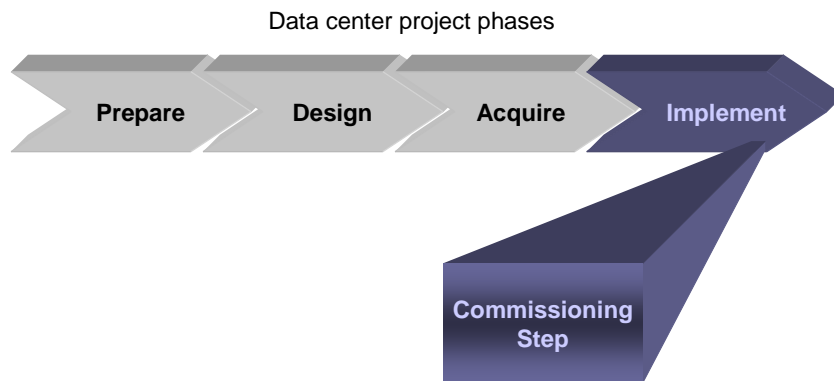 Data center project phases
Prepare
Design
Acquire
Implement
Commissioning
Step